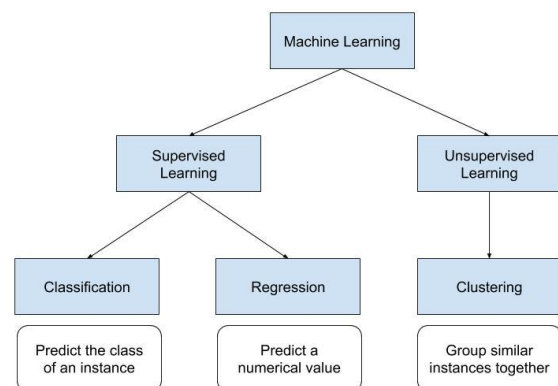 Machine Learning
Supervised
Learning
Unsupervised
Learning
Classification
Regression
Clustering
Predict the class
of an instance
Predict a
numerical value
Group similar
instances together